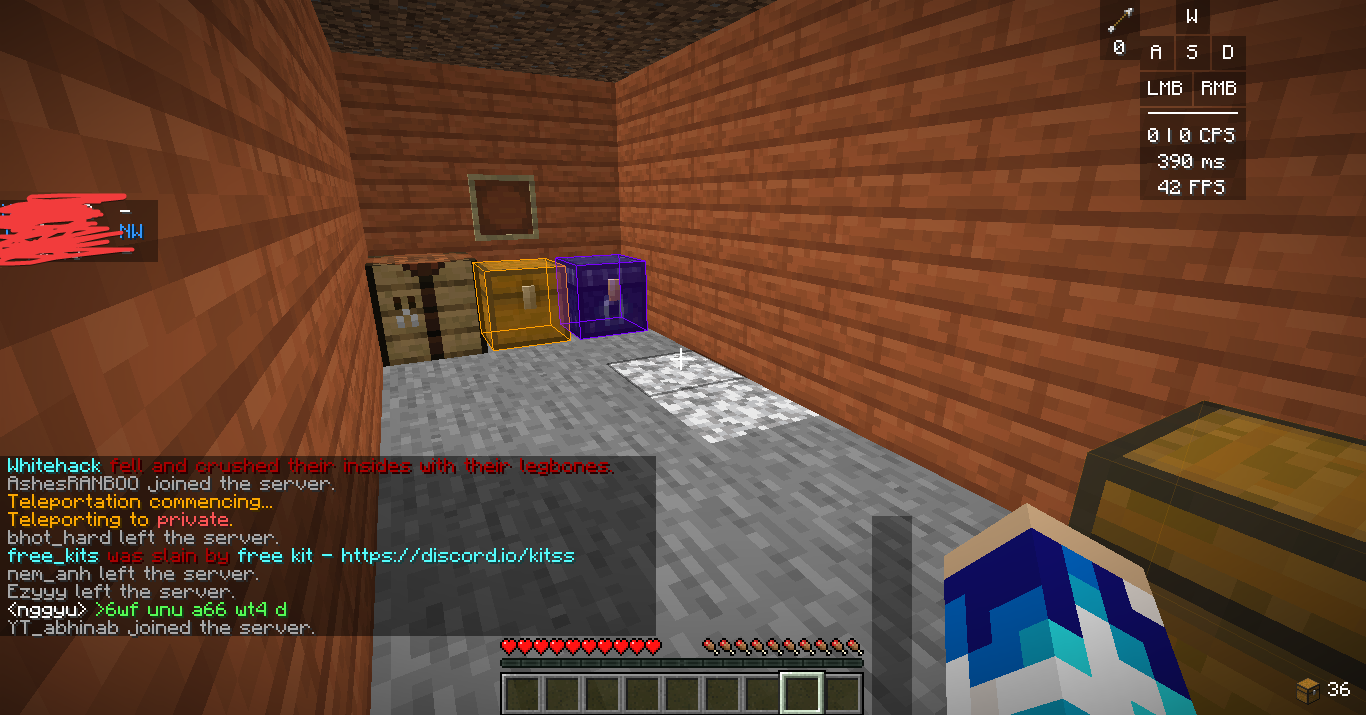 W
0
A S D
LMB RMB
0 | 0 CPS
390 ms
42 FPS
NW
Whitehack fell and crushed their insides with their legbones.
AshesRANBOO joined the server.
Teleportation commencing...
Teleporting to private.
bhot_hard left the server.
free_kits was slain by free kit - https://discord.io/kitss
nem_anh left the server.
Ezyyy left the server.
<nggyu> >6wf unu a66 wt4 d
YT_abhinab joined the server.
36